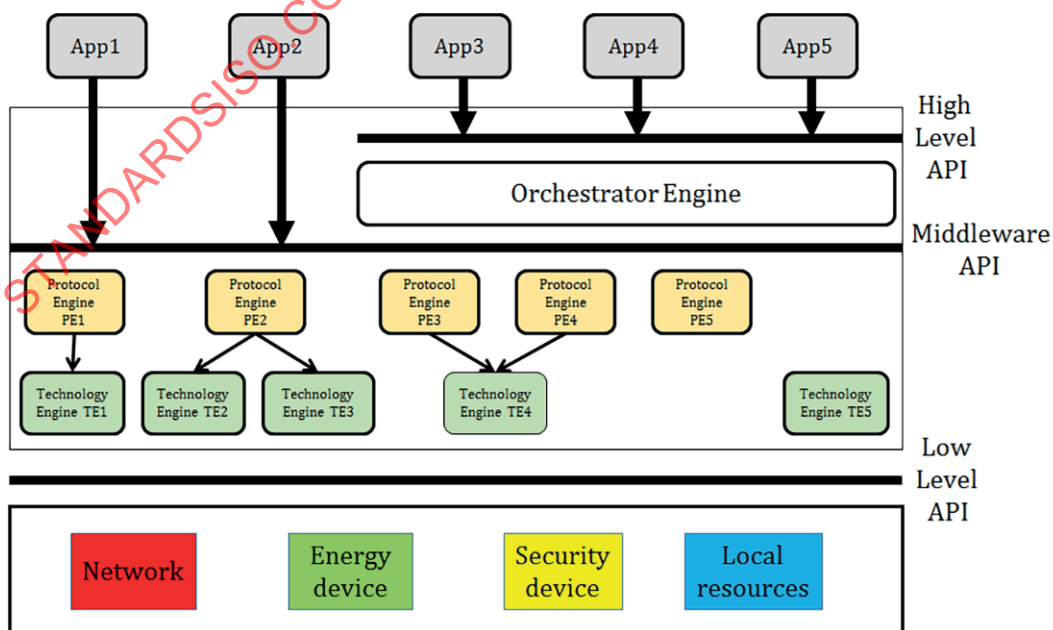 App1
App2
App3
App4
App5
High
Level
API
Orchestrator Engine
Middleware
API
Protocol
Engine
PE1
Protocol
Engine
PE2
Protocol
Engine
PE3
Protocol
Engine
PE4
Protocol
Engine
PE5
Technology
Engine TE1
Technology
Engine TE2
Technology
Engine TE3
Technology
Engine TE4
Technology
Engine TE5
Low
Level
API
Network
Energy
device
Security
device
Local
resources
STANDARDSISO.CO